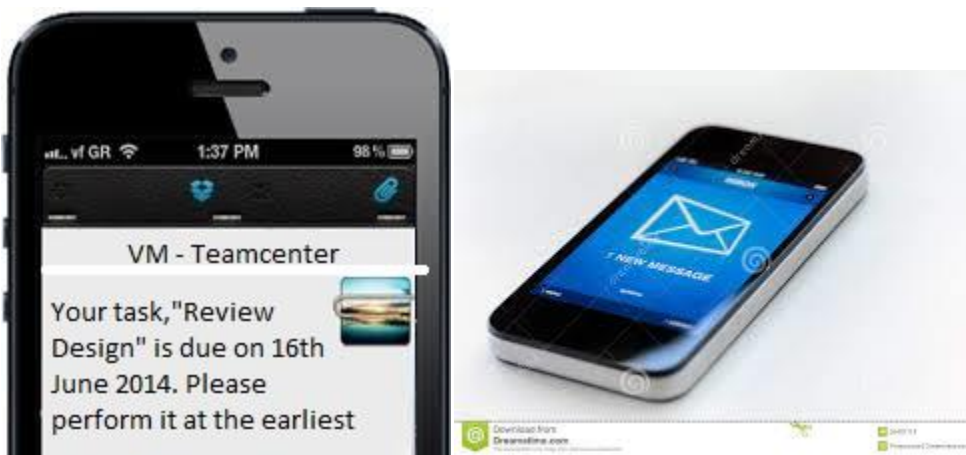 vf GR
1:37 PM
98 %
VM - Teamcenter
Your task,"Review
Design" is due on 16th
June 2014. Please
perform it at the earliest
1 NEW MESSAGE
Download from
Dreamstime.com